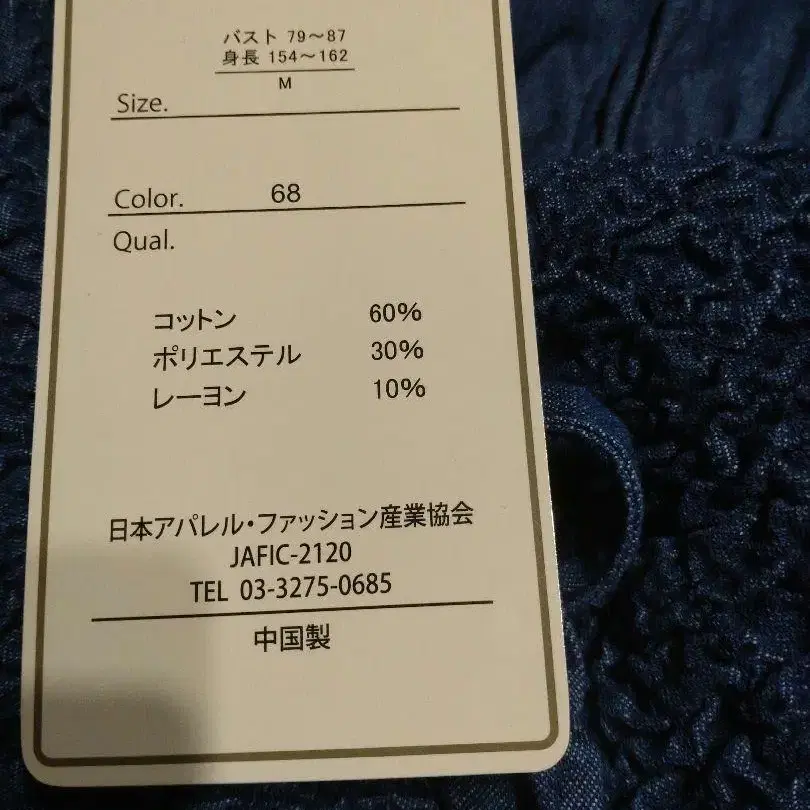 バスト 79～87
身長 154～162
M
Size.
Color. 68
Qual.
コットン 60%
ポリエステル 30%
レーヨン 10%
日本アパレル・ファッション産業協会
JAFIC-2120
TEL 03-3275-0685
中国製